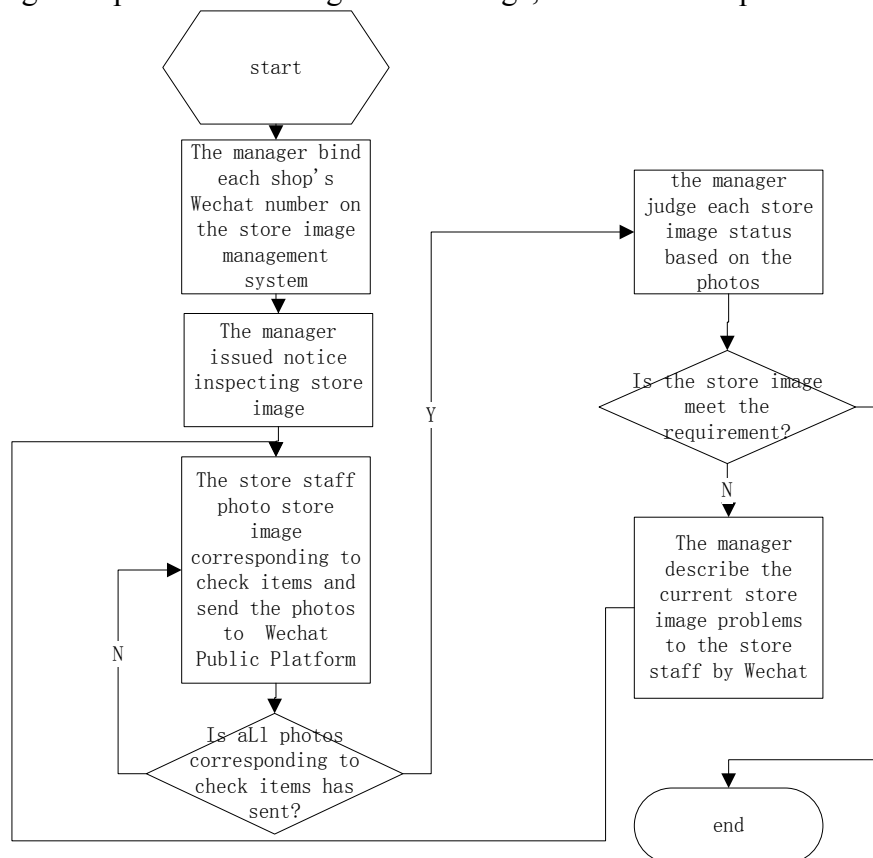 start
The manager bind
each shop's
Wechat number on
the store image
management
system
The manager
issued notice
inspecting store
image
The store staff
photo store
image
corresponding to
check items and
send the photos
to Wechat
Public Platform
N
Is aLl photos
corresponding to
check items has
sent?
Y
the manager
judge each store
image status
based on the
photos
Is the store image
meet the
requirement?
N
The manager
describe the
current store
image problems
to the store
staff by Wechat
end